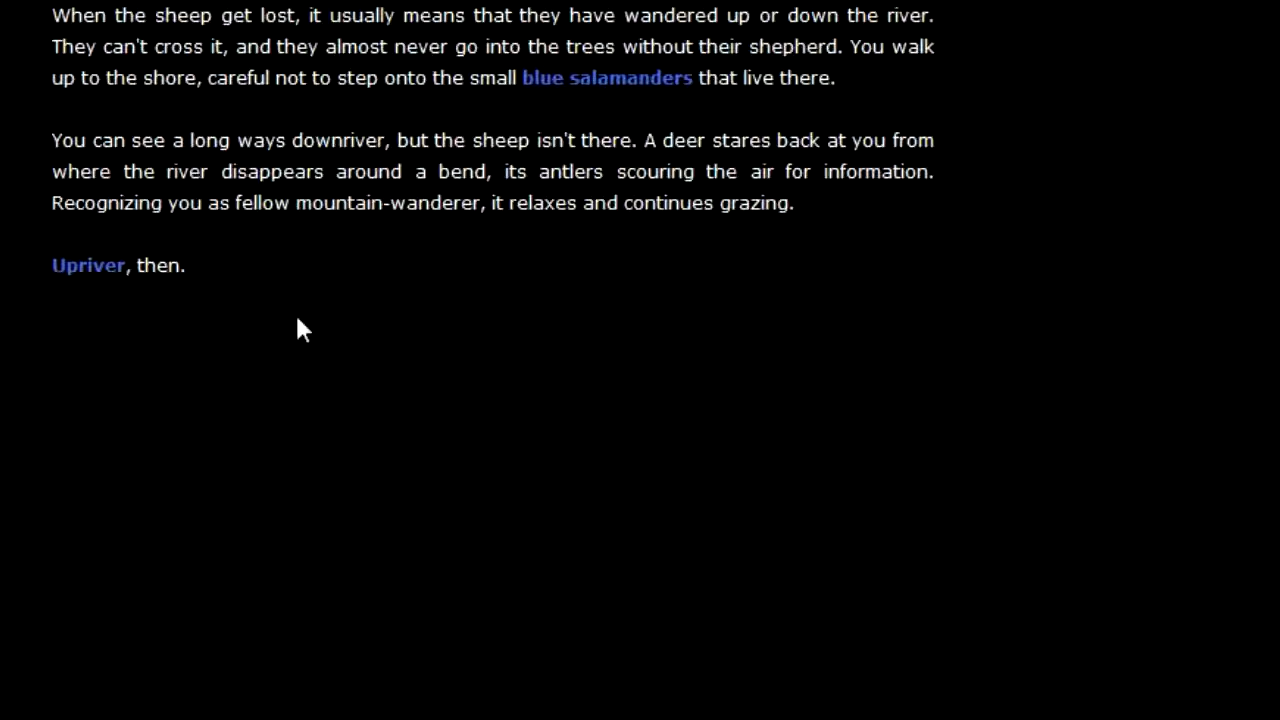 When the sheep get lost, it usually means that they have wandered up or down the river.
They can't cross it, and they almost never go into the trees without their shepherd. You walk
up to the shore, careful not to step onto the small blue salamanders that live there.
You can see a long ways downriver, but the sheep isn't there. A deer stares back at you from
where the river disappears around a bend, its antlers scouring the air for information.
Recognizing you as fellow mountain-wanderer, it relaxes and continues grazing.
Upriver, then.